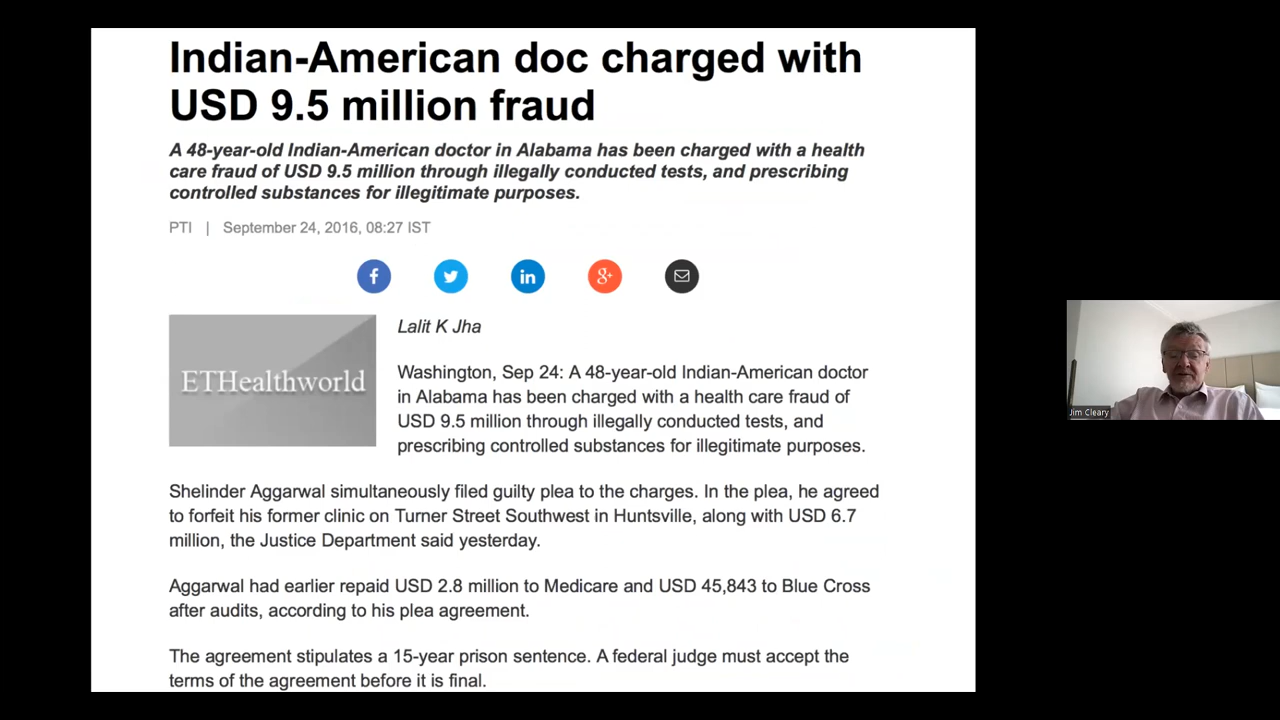 Indian-American doc charged with
USD 9.5 million fraud
A 48-year-old Indian-American doctor in Alabama has been charged with a health
care fraud of USD 9.5 million through illegally conducted tests, and prescribing
controlled substances for illegitimate purposes.
PTI | September 24, 2016, 08:27 IST
f
in
g+
ETHealthworld
Lalit K Jha
Washington, Sep 24: A 48-year-old Indian-American doctor
in Alabama has been charged with a health care fraud of
USD 9.5 million through illegally conducted tests, and
prescribing controlled substances for illegitimate purposes.
Shelinder Aggarwal simultaneously filed guilty plea to the charges. In the plea, he agreed
to forfeit his former clinic on Turner Street Southwest in Huntsville, along with USD 6.7
million, the Justice Department said yesterday.
Aggarwal had earlier repaid USD 2.8 million to Medicare and USD 45,843 to Blue Cross
after audits, according to his plea agreement.
The agreement stipulates a 15-year prison sentence. A federal judge must accept the
terms of the agreement before it is final.
Jim Cleary